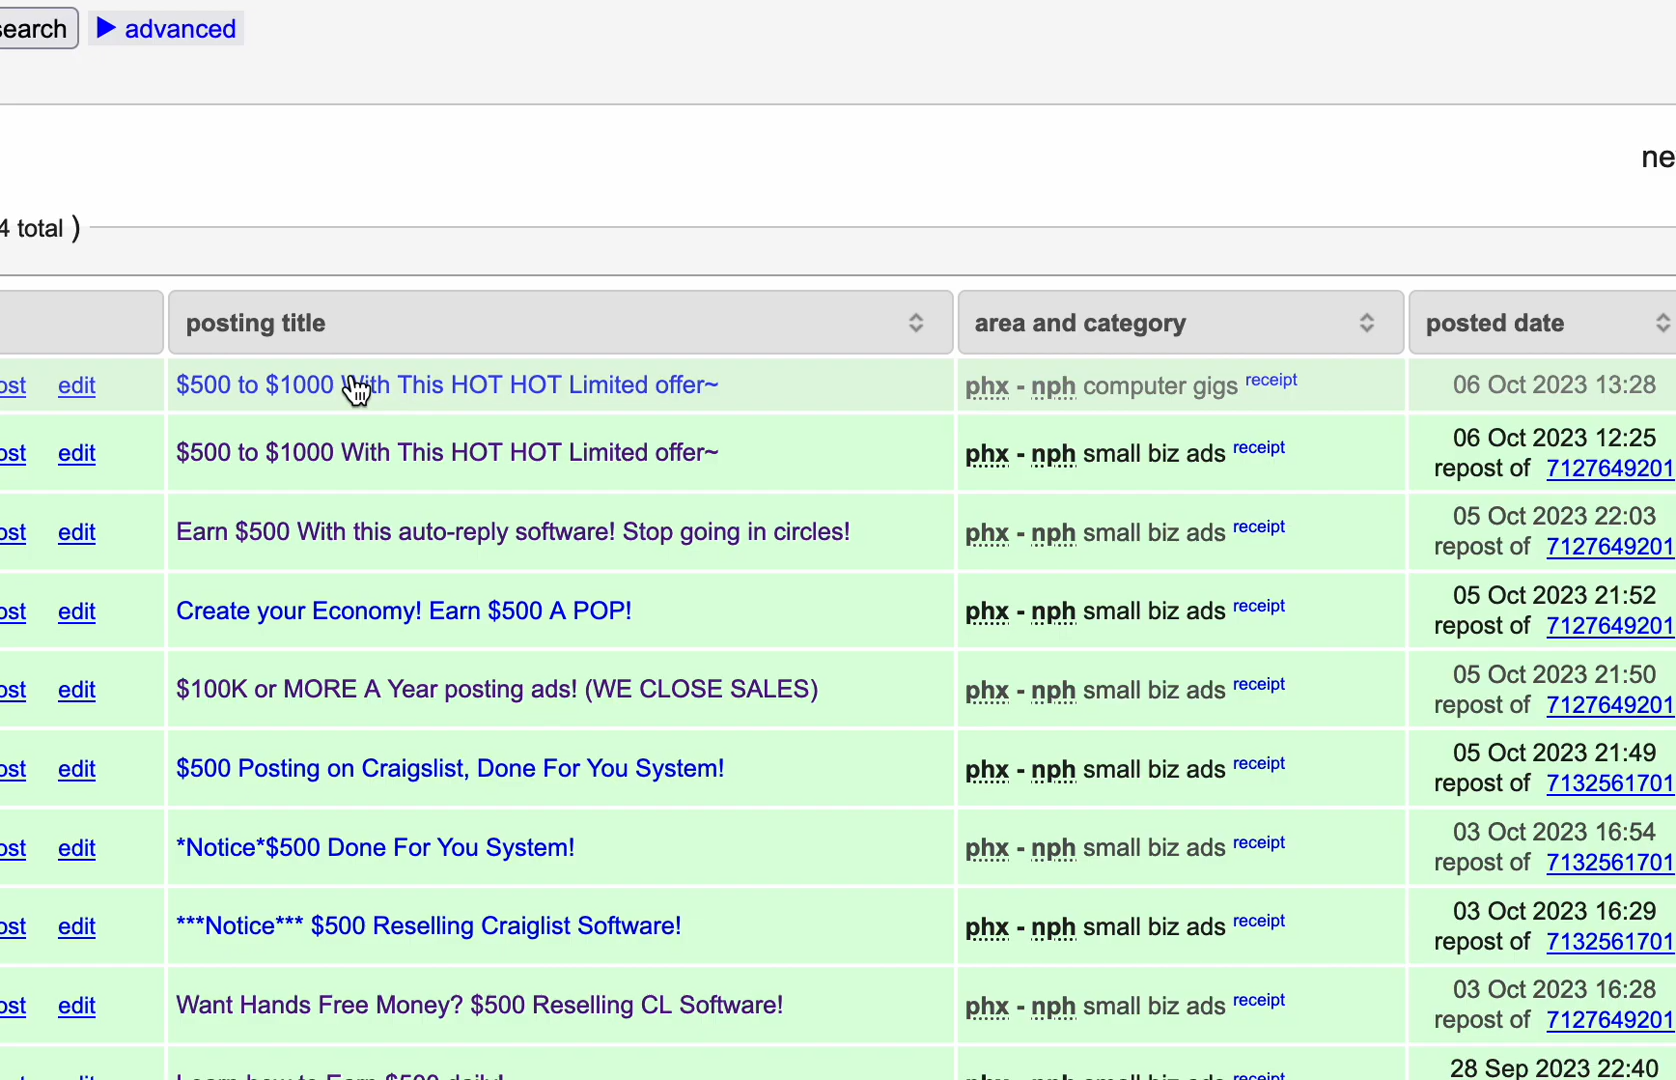 search ▶ advanced
ne
4 total )
posting title area and category posted date
ost edit $500 to $1000 With This HOT HOT Limited offer~ phx - nph computer gigs receipt 06 Oct 2023 13:28
ost edit $500 to $1000 With This HOT HOT Limited offer~ phx - nph small biz ads receipt 06 Oct 2023 12:25
repost of 7127649201
ost edit Earn $500 With this auto-reply software! Stop going in circles! phx - nph small biz ads receipt 05 Oct 2023 22:03
repost of 7127649201
ost edit Create your Economy! Earn $500 A POP! phx - nph small biz ads receipt 05 Oct 2023 21:52
repost of 7127649201
ost edit $100K or MORE A Year posting ads! (WE CLOSE SALES) phx - nph small biz ads receipt 05 Oct 2023 21:50
repost of 7127649201
ost edit $500 Posting on Craigslist, Done For You System! phx - nph small biz ads receipt 05 Oct 2023 21:49
repost of 7132561701
ost edit *Notice*$500 Done For You System! phx - nph small biz ads receipt 03 Oct 2023 16:54
repost of 7132561701
ost edit ***Notice*** $500 Reselling Craiglist Software! phx - nph small biz ads receipt 03 Oct 2023 16:29
repost of 7132561701
ost edit Want Hands Free Money? $500 Reselling CL Software! phx - nph small biz ads receipt 03 Oct 2023 16:28
repost of 7127649201
Learn how to Earn $500 daily! receipt 28 Sep 2023 22:40